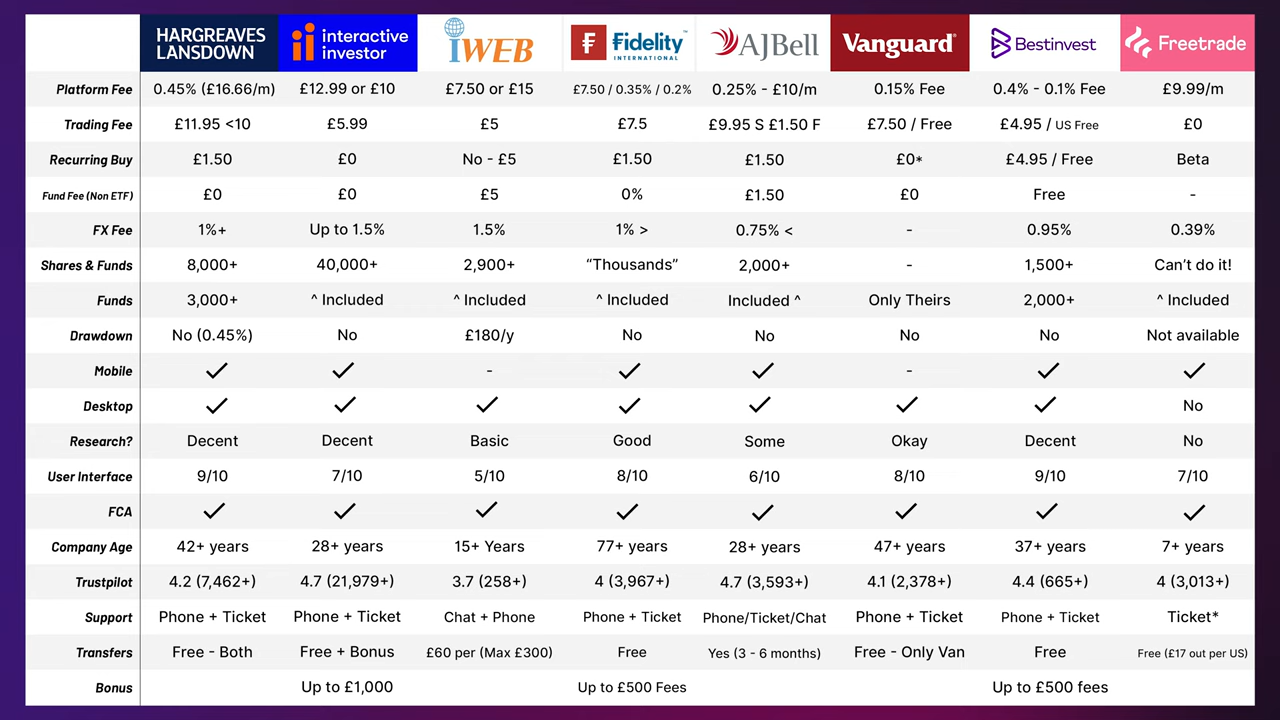 HARGREAVES LANSDOWN interactive investor iWEB Fidelity INTERNATIONAL AJBell Vanguard® Bestinvest Freetrade
Platform Fee 0.45% (£16.66/m) £12.99 or £10 £7.50 or £15 £7.50 / 0.35% / 0.2% 0.25% - £10/m 0.15% Fee 0.4% - 0.1% Fee £9.99/m
Trading Fee £11.95 <10 £5.99 £5 £7.5 £9.95 S £1.50 F £7.50 / Free £4.95 / US Free £0
Recurring Buy £1.50 £0 No - £5 £1.50 £1.50 £0* £4.95 / Free Beta
Fund Fee (Non ETF) £0 £0 £5 0% £1.50 £0 Free -
FX Fee 1%+ Up to 1.5% 1.5% 1% > 0.75% < - 0.95% 0.39%
Shares & Funds 8,000+ 40,000+ 2,900+ “Thousands” 2,000+ - 1,500+ Can’t do it!
Funds 3,000+ ^ Included ^ Included ^ Included Included ^ Only Theirs 2,000+ ^ Included
Drawdown No (0.45%) No £180/y No No No No Not available
Mobile ✓ ✓ - ✓ ✓ - ✓ ✓
Desktop ✓ ✓ ✓ ✓ ✓ ✓ ✓ No
Research? Decent Decent Basic Good Some Okay Decent No
User Interface 9/10 7/10 5/10 8/10 6/10 8/10 9/10 7/10
FCA ✓ ✓ ✓ ✓ ✓ ✓ ✓ ✓
Company Age 42+ years 28+ years 15+ Years 77+ years 28+ years 47+ years 37+ years 7+ years
Trustpilot 4.2 (7,462+) 4.7 (21,979+) 3.7 (258+) 4 (3,967+) 4.7 (3,593+) 4.1 (2,378+) 4.4 (665+) 4 (3,013+)
Support Phone + Ticket Phone + Ticket Chat + Phone Phone + Ticket Phone/Ticket/Chat Phone + Ticket Phone + Ticket Ticket*
Transfers Free - Both Free + Bonus £60 per (Max £300) Free Yes (3 - 6 months) Free - Only Van Free Free (£17 out per US)
Bonus Up to £1,000 Up to £500 Fees Up to £500 fees